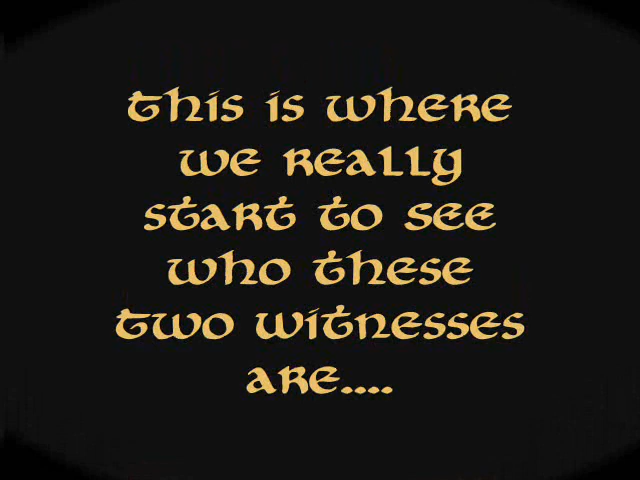 This is where
we really
start to see
who these
two witnesses
are....